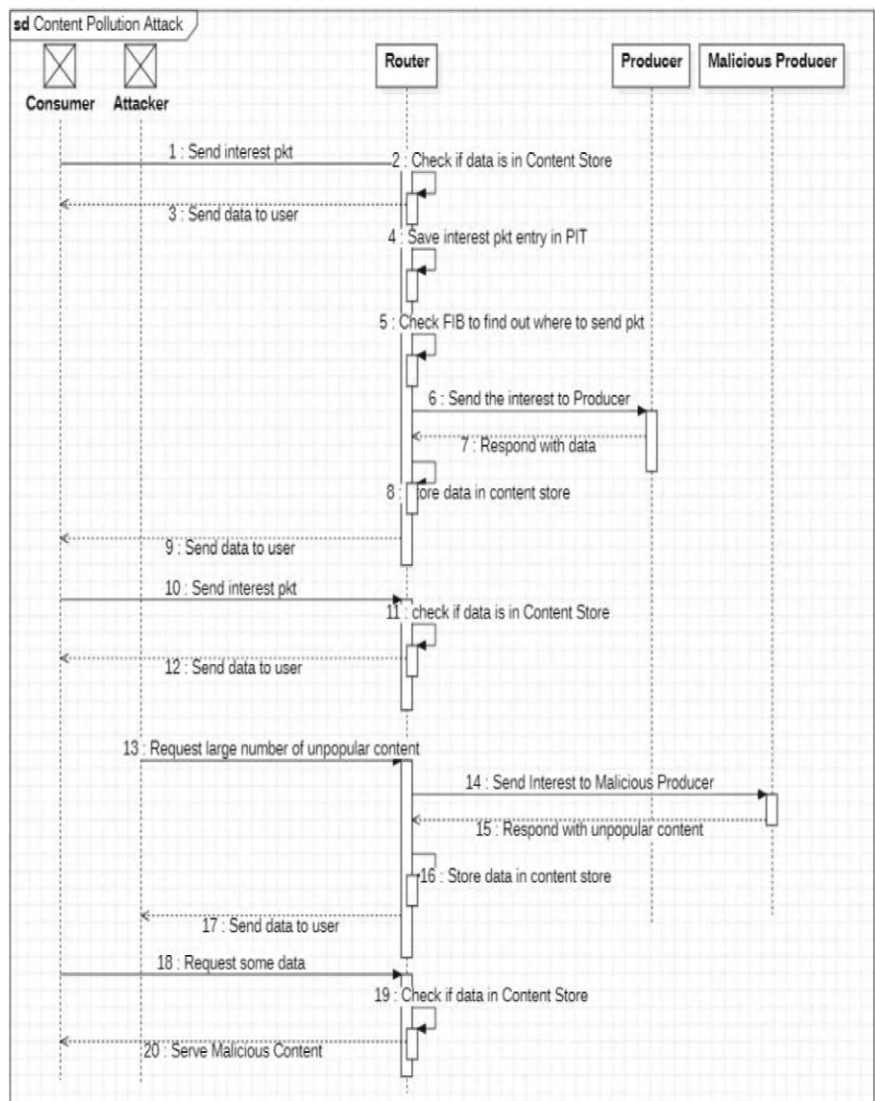 sd Content Pollution Attack
Consumer
Attacker
Router
Producer
Malicious Producer
1 : Send interest pkt
2 : Check if data is in Content Store
3 : Send data to user
4 : Save interest pkt entry in PIT
5 : Check FIB to find out where to send pkt
6 : Send the interest to Producer
7 : Respond with data
8 : data in content store
9 : Send data to user
10 : Send interest pkt
11 : check if data is in Content Store
12 : Send data to user
13 : Request large number of unpopular content
14 : Send Interest to Malicious Producer
15 : Respond with unpopular content
16 : Store data in content store
17 : Send data to user
18 : Request some data
19 : Check if data in Content Store
20 : Serve Malicious Content